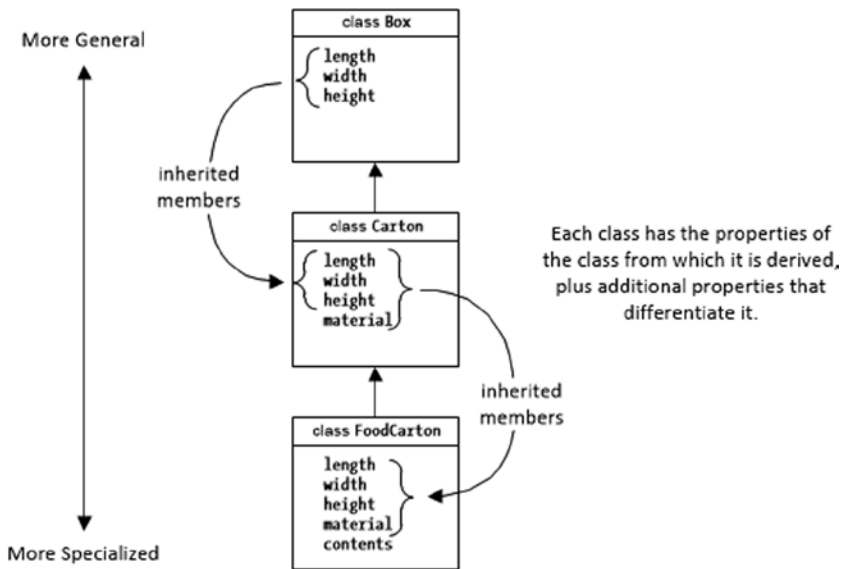 More General
class Box
length
width
height
inherited
members
class Carton
length
width
height
material
Each class has the properties of
the class from which it is derived,
plus additional properties that
differentiate it.
inherited
members
class FoodCarton
length
width
height
material
contents
More Specialized